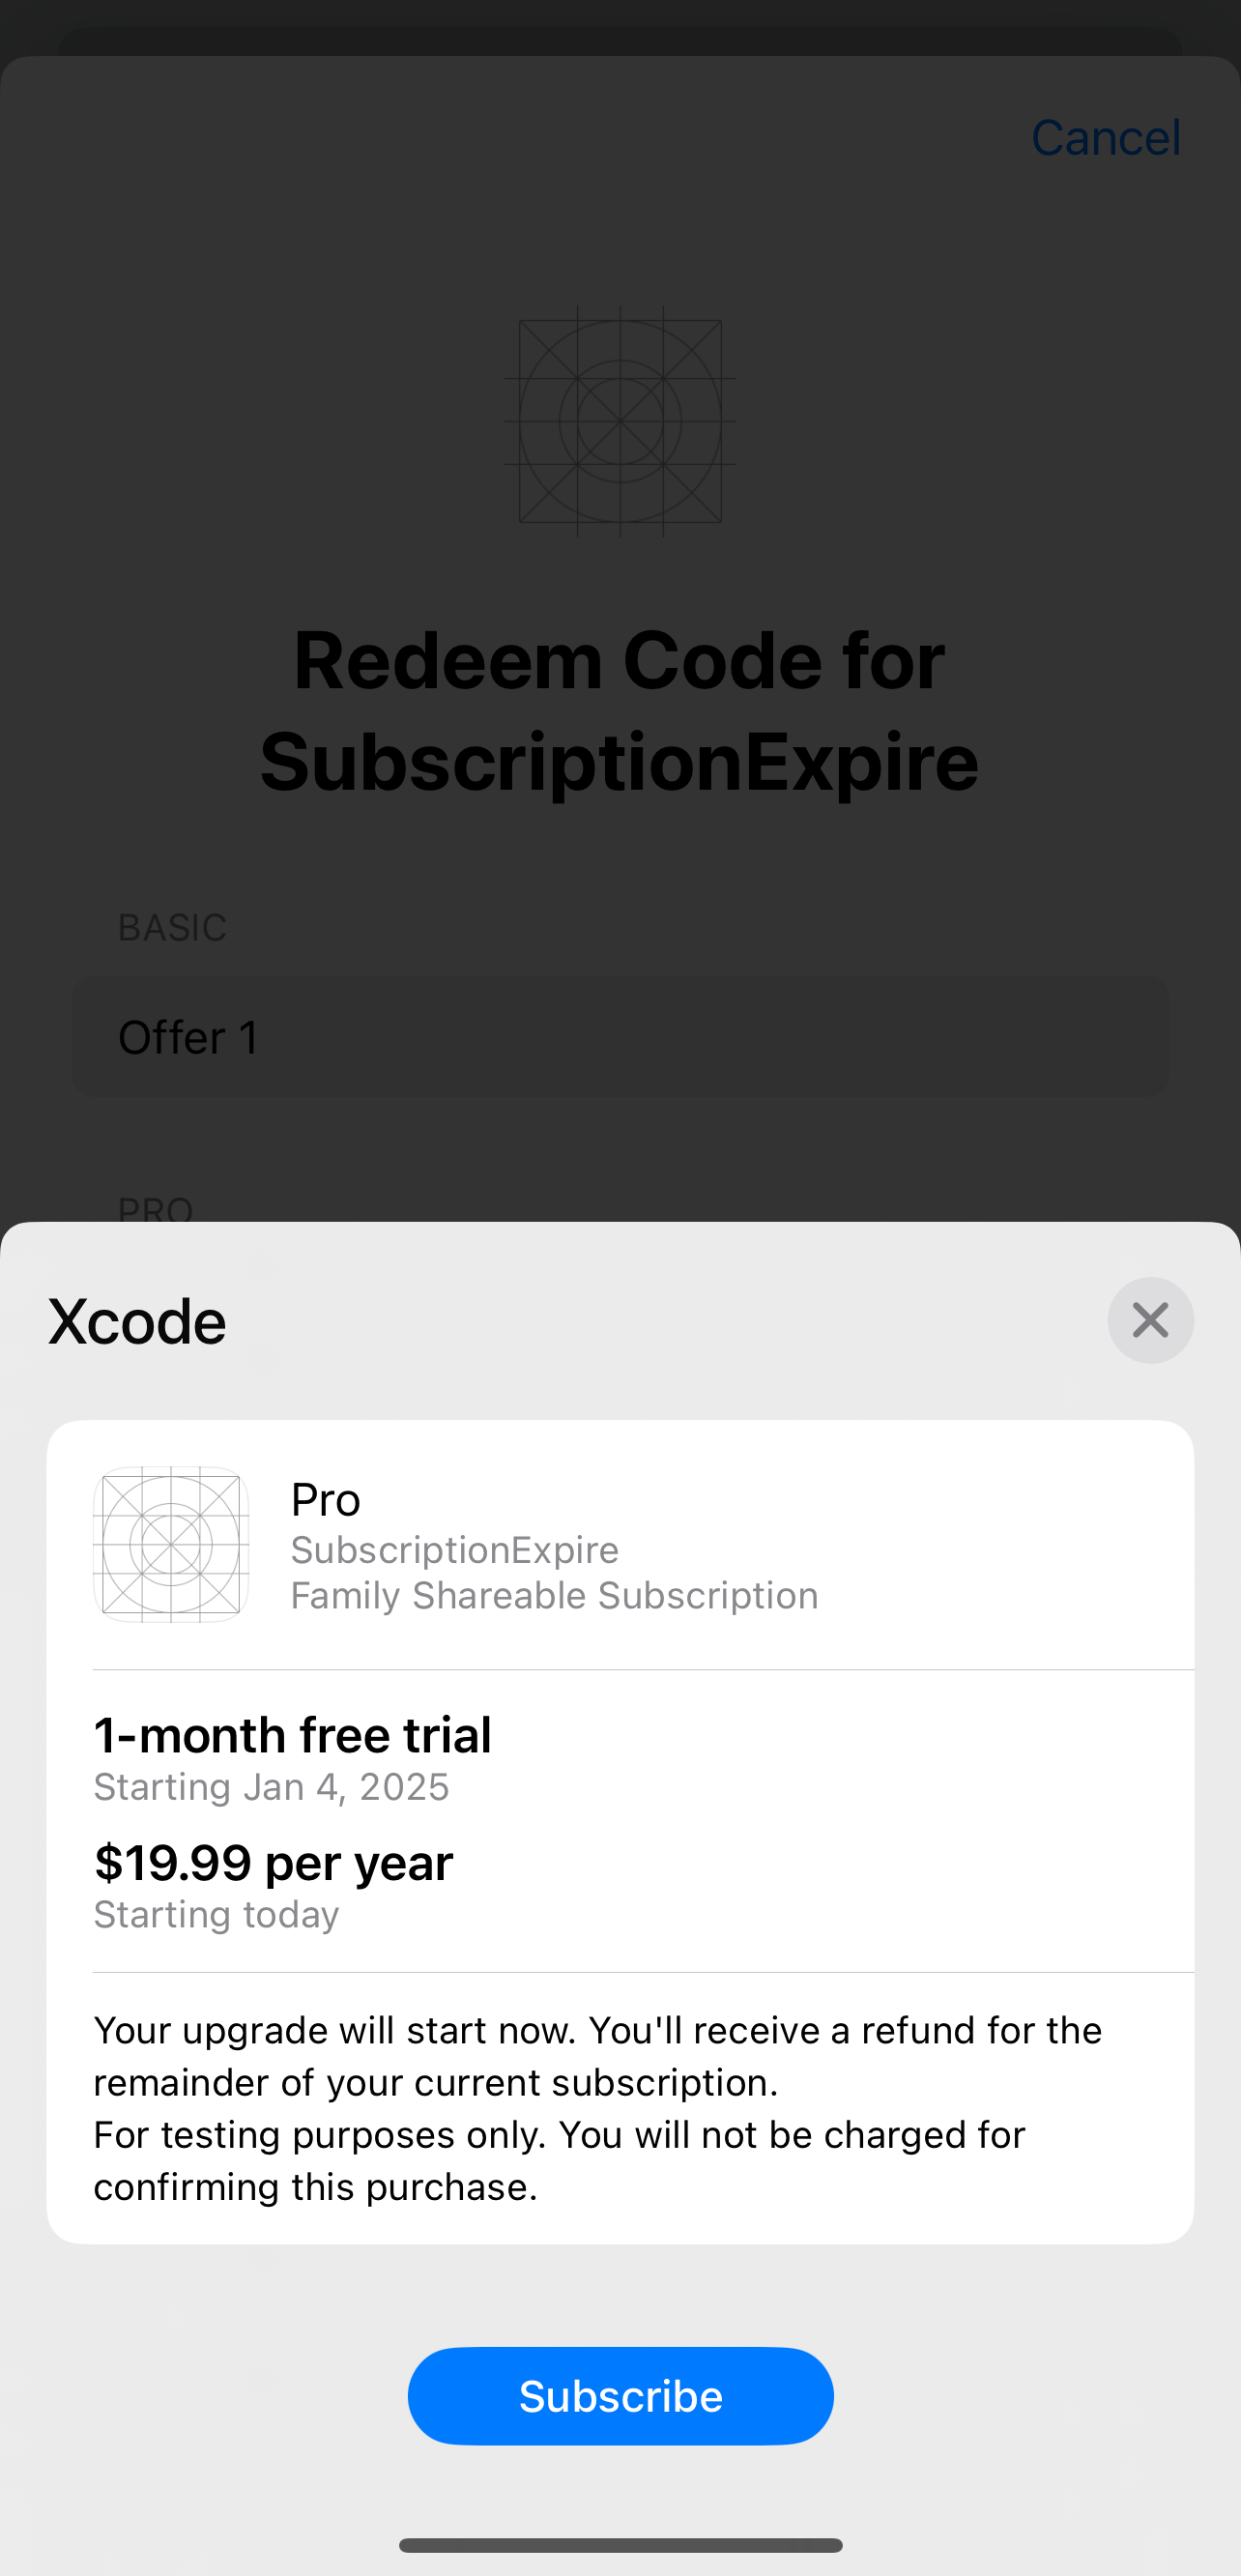 Cancel
Redeem Code for
SubscriptionExpire
BASIC
Offer 1
PRO
Xcode
Pro
SubscriptionExpire
Family Shareable Subscription
1-month free trial
Starting Jan 4, 2025
$19.99 per year
Starting today
Your upgrade will start now. You'll receive a refund for the
remainder of your current subscription.
For testing purposes only. You will not be charged for
confirming this purchase.
Subscribe